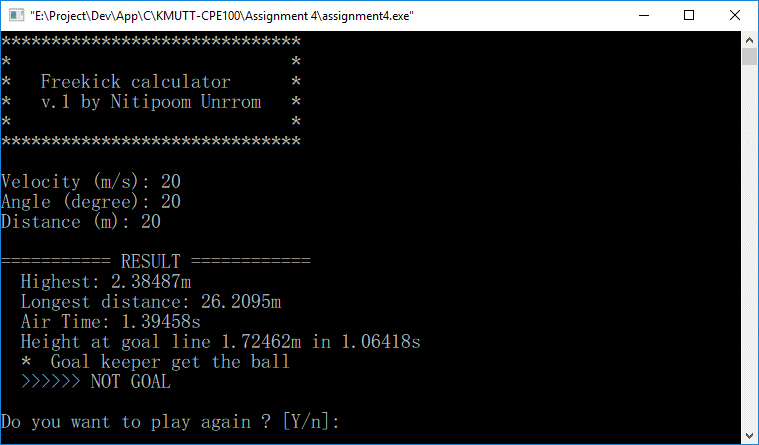 "E:\Project\Dev\App\C\KMUTT-CPE100\Assignment 4\assignment4.exe"
******************************
*                            *
*   Freekick calculator      *
*   v.1 by Nitipoom Unrrom   *
*                            *
******************************
Velocity (m/s): 20
Angle (degree): 20
Distance (m): 20
=========== RESULT ============
  Highest: 2.38487m
  Longest distance: 26.2095m
  Air Time: 1.39458s
  Height at goal line 1.72462m in 1.06418s
  *  Goal keeper get the ball
  >>>>>> NOT GOAL
Do you want to play again ? [Y/n]: